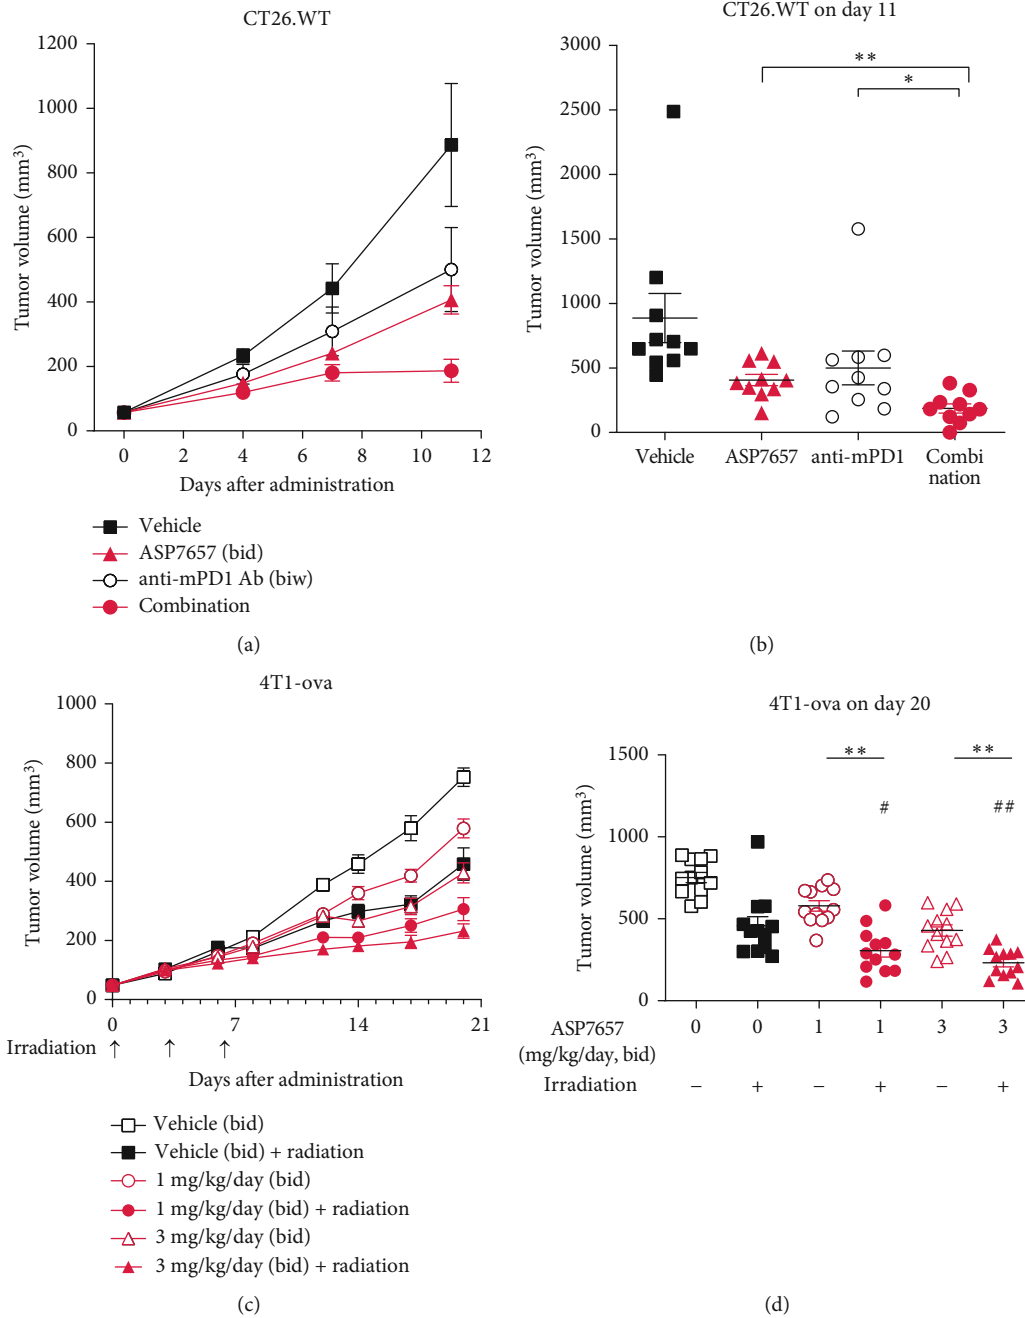 CT26.WT
1200
1000
800
600
400
200
0
Tumor volume (mm³)
0 2 4 6 8 10 12
Days after administration
Vehicle
ASP7657 (bid)
anti-mPD1 Ab (biw)
Combination
(a)
CT26.WT on day 11
3000
2500
2000
1500
1000
500
0
Tumor volume (mm³)
**
*
Vehicle ASP7657 anti-mPD1 Combi
nation
(b)
4T1-ova
1000
800
600
400
200
0
Tumor volume (mm³)
0 7 14 21
Irradiation ↑ ↑ ↑
Days after administration
Vehicle (bid)
Vehicle (bid) + radiation
1 mg/kg/day (bid)
1 mg/kg/day (bid) + radiation
3 mg/kg/day (bid)
3 mg/kg/day (bid) + radiation
(c)
4T1-ova on day 20
1500
1000
500
0
Tumor volume (mm³)
** **
# ##
ASP7657 0 0 1 1 3 3
(mg/kg/day, bid)
Irradiation − + − + − +
(d)